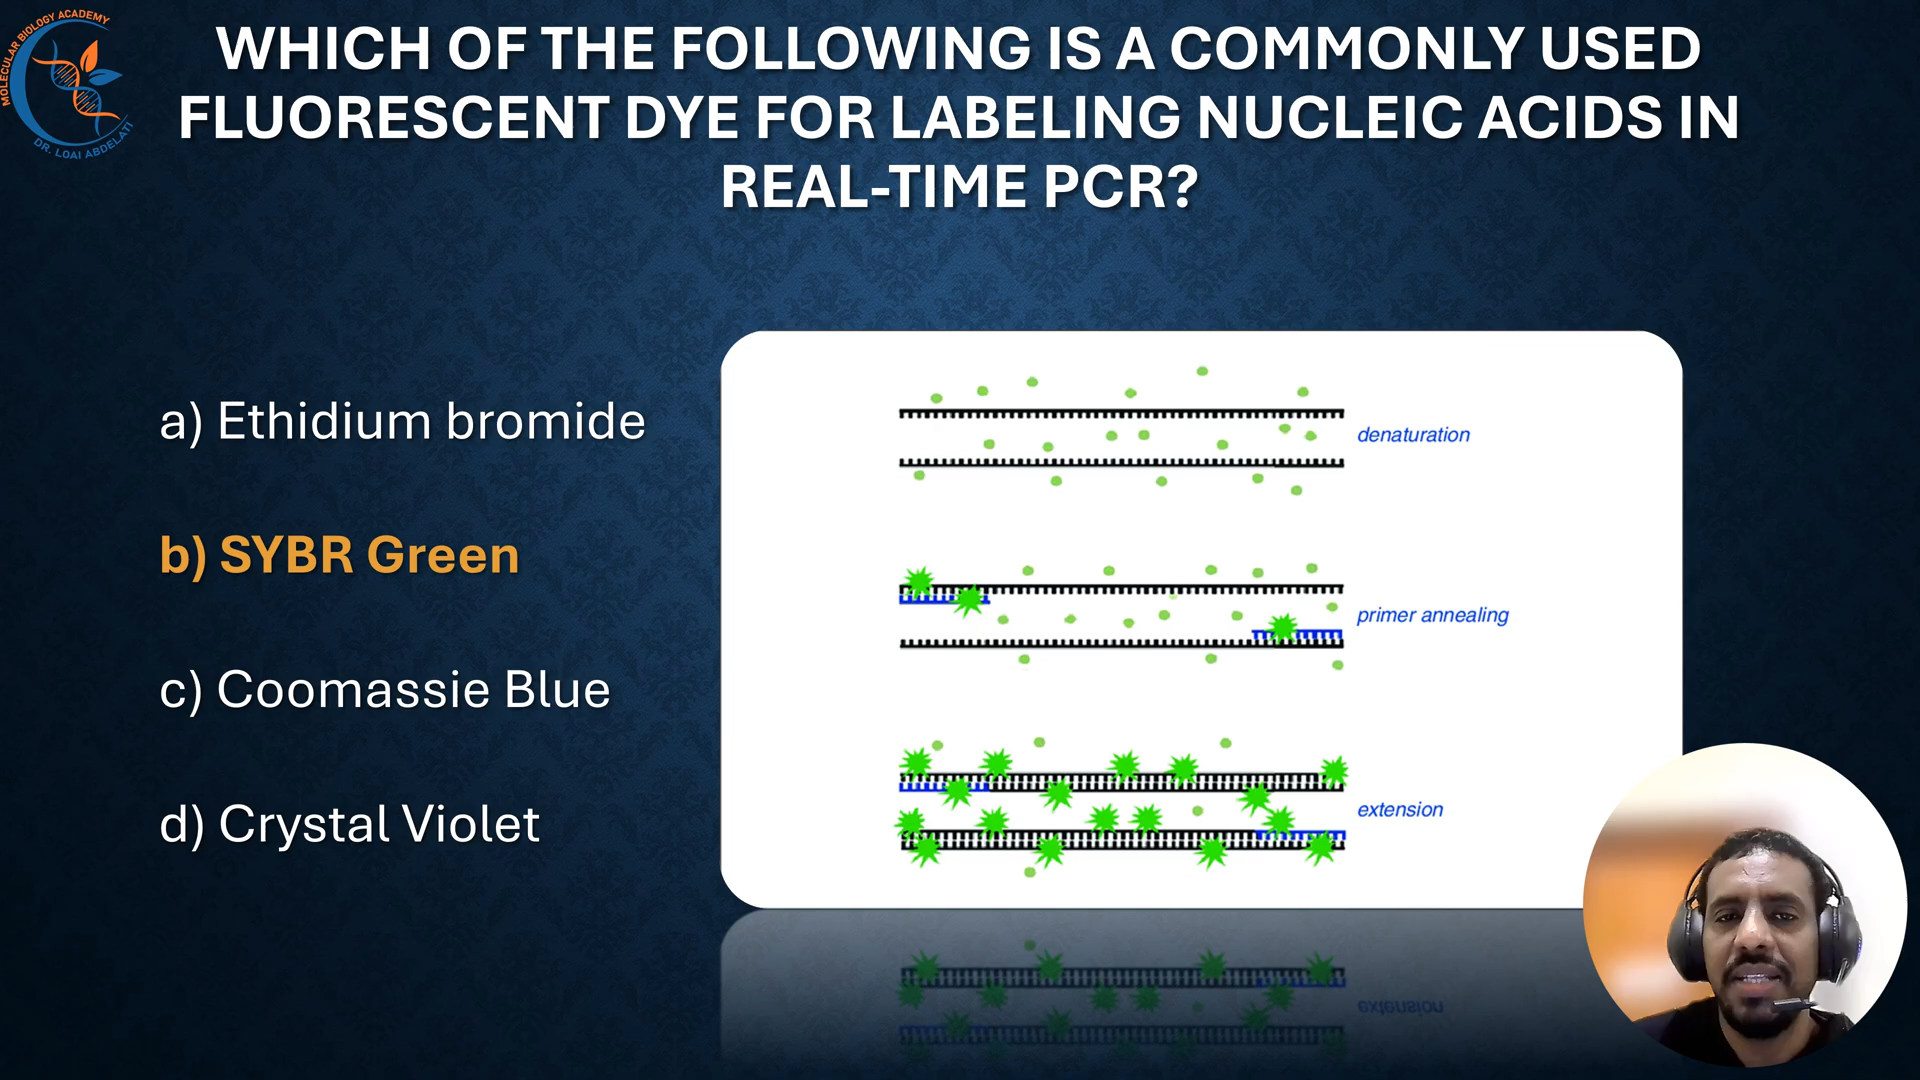 MOLECULAR BIOLOGY ACADEMY
DR. LOAI ABDELATI
WHICH OF THE FOLLOWING IS A COMMONLY USED
FLUORESCENT DYE FOR LABELING NUCLEIC ACIDS IN
REAL-TIME PCR?
a) Ethidium bromide
b) SYBR Green
c) Coomassie Blue
d) Crystal Violet
denaturation
primer annealing
extension
extension